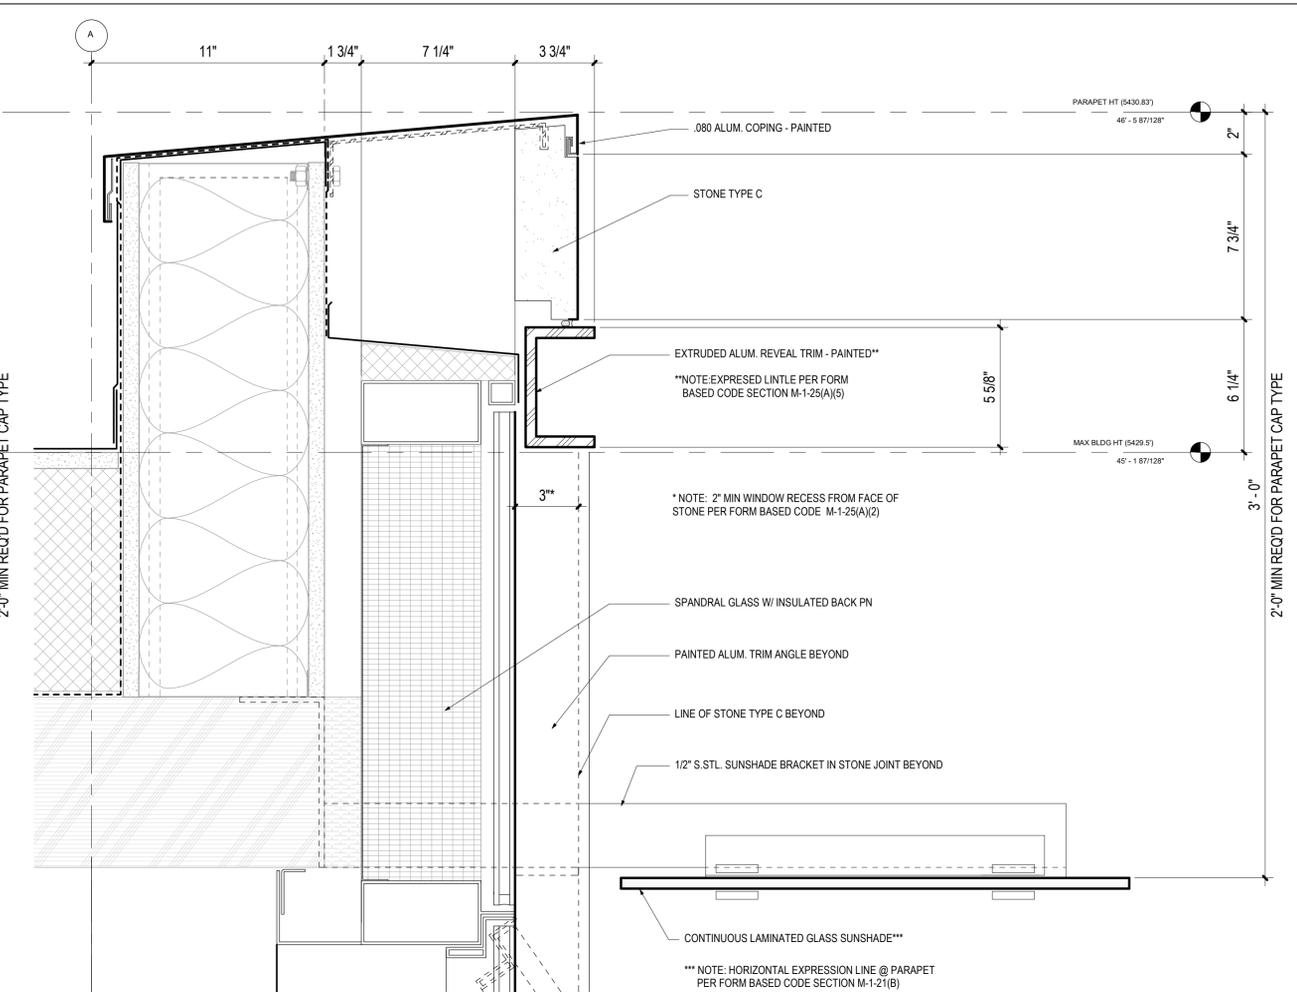 A
11"
1 3/4"
7 1/4"
3 3/4"
PARAPET HT (5430.83')
46' - 5 87/128"
2"
.080 ALUM. COPING - PAINTED
STONE TYPE C
7 3/4"
EXTRUDED ALUM. REVEAL TRIM - PAINTED**
**NOTE:EXPRESED LINTLE PER FORM
BASED CODE SECTION M-1-25(A)(5)
5 5/8"
6 1/4"
MAX BLDG HT (5429.5')
45' - 1 87/128"
3"*
* NOTE: 2" MIN WINDOW RECESS FROM FACE OF
STONE PER FORM BASED CODE M-1-25(A)(2)
3' - 0"
2'-0" MIN REQ'D FOR PARAPET CAP TYPE
2'-0" MIN REQ'D FOR PARAPET CAP TYPE
SPANDRAL GLASS W/ INSULATED BACK PN
PAINTED ALUM. TRIM ANGLE BEYOND
LINE OF STONE TYPE C BEYOND
1/2" S.STL. SUNSHADE BRACKET IN STONE JOINT BEYOND
CONTINUOUS LAMINATED GLASS SUNSHADE***
*** NOTE: HORIZONTAL EXPRESSION LINE @ PARAPET
PER FORM BASED CODE SECTION M-1-21(B)